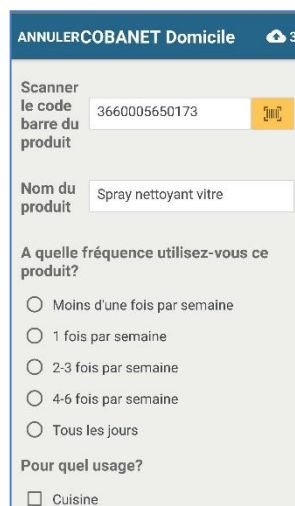 ANNULER COBANET Domicile 3
Scanner
le code
barre du
produit
3660005650173
Nom du
produit
Spray nettoyant vitre
A quelle fréquence utilisez-vous ce
produit?
Moins d'une fois par semaine
1 fois par semaine
2-3 fois par semaine
4-6 fois par semaine
Tous les jours
Pour quel usage?
Cuisine